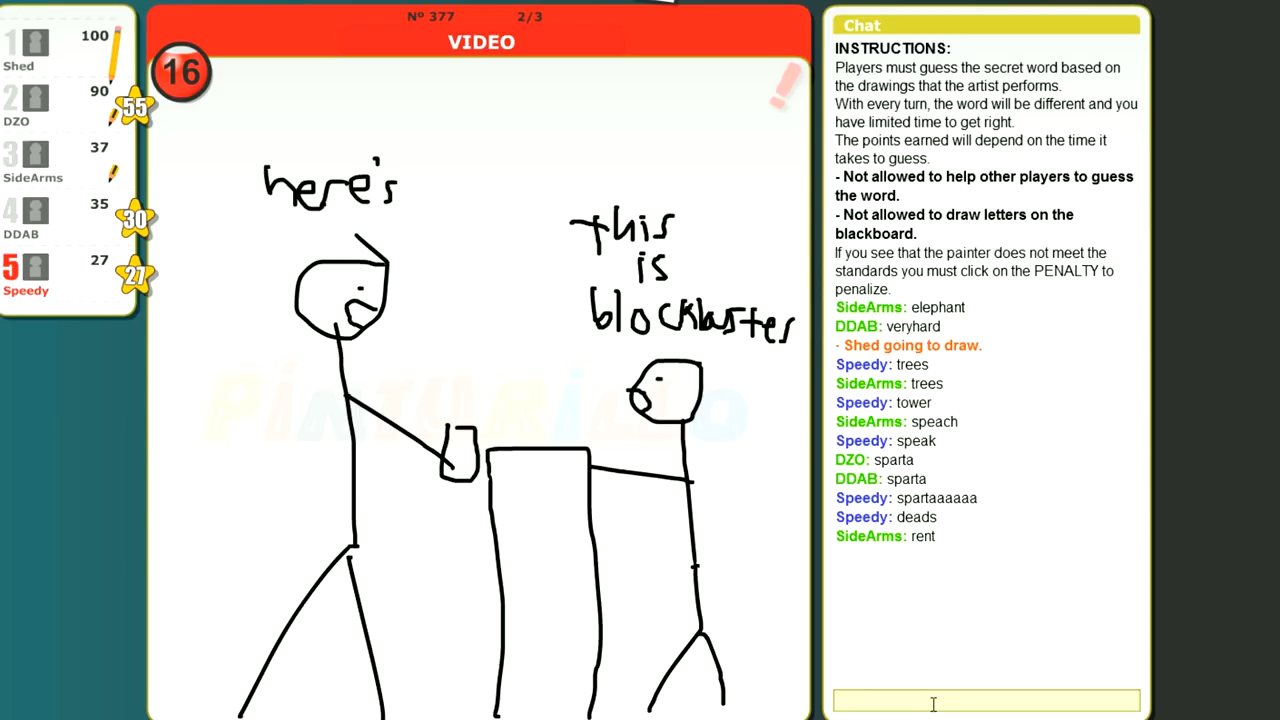 Nº 377 2/3
VIDEO
16
1 100
Shed
2 90
DZO 55
3 37
SideArms
4 35
DDAB 30
5 27
Speedy 27
here's
this
is
blockbuster
PiNTURiLLO
Chat
INSTRUCTIONS:
Players must guess the secret word based on
the drawings that the artist performs.
With every turn, the word will be different and you
have limited time to get right.
The points earned will depend on the time it
takes to guess.
- Not allowed to help other players to guess
the word.
- Not allowed to draw letters on the
blackboard.
If you see that the painter does not meet the
standards you must click on the PENALTY to
penalize.
SideArms: elephant
DDAB: veryhard
- Shed going to draw.
Speedy: trees
SideArms: trees
Speedy: tower
SideArms: speach
Speedy: speak
DZO: sparta
DDAB: sparta
Speedy: spartaaaaaa
Speedy: deads
SideArms: rent